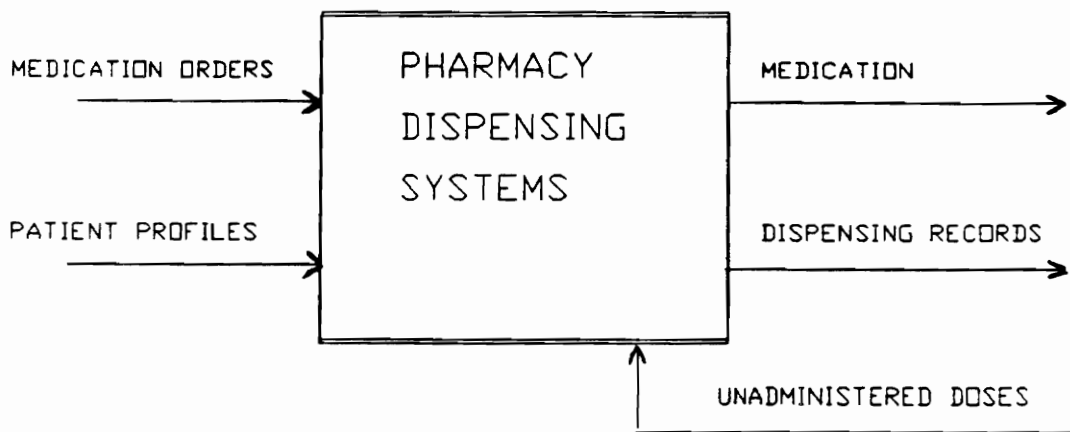 MEDICATION ORDERS
PATIENT PROFILES
PHARMACY
DISPENSING
SYSTEMS
MEDICATION
DISPENSING RECORDS
UNADMINISTERED DOSES